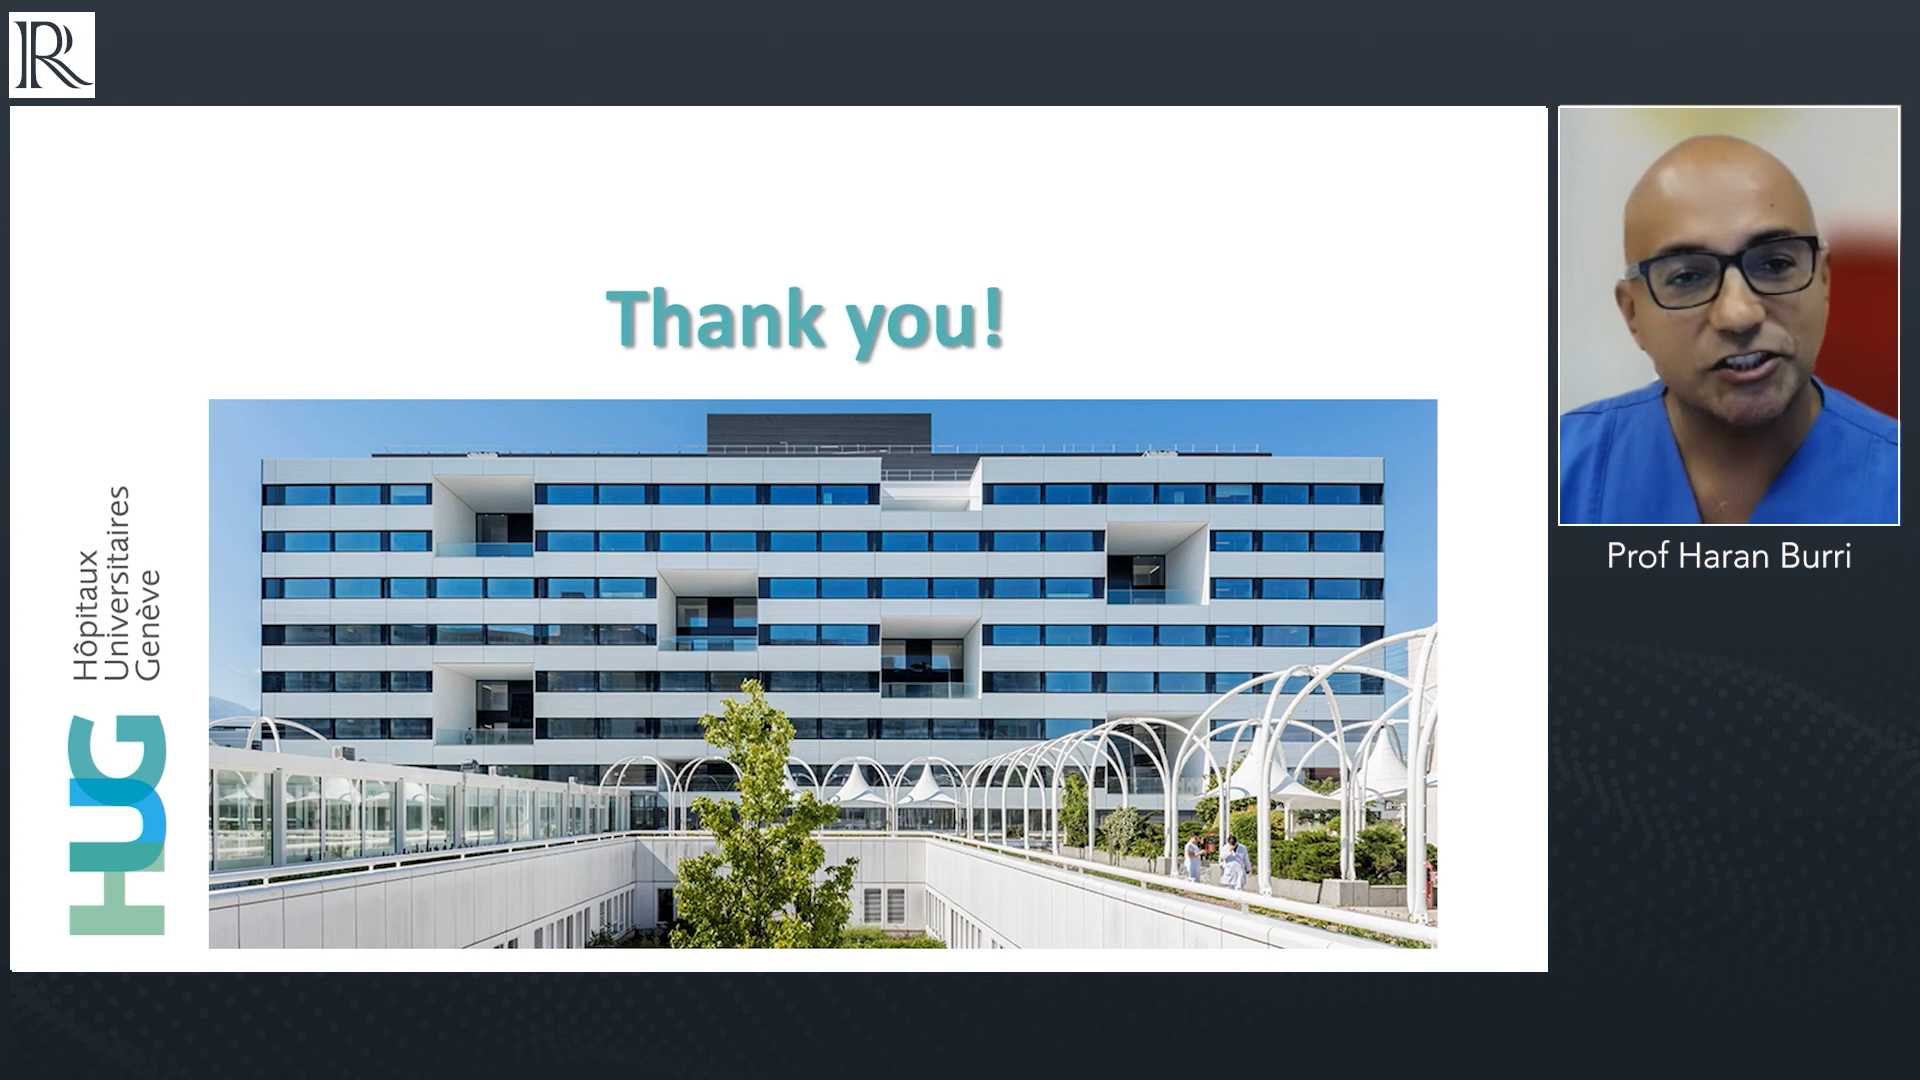 R
Thank you!
Hôpitaux
Universitaires
Genève
HUG
Prof Haran Burri